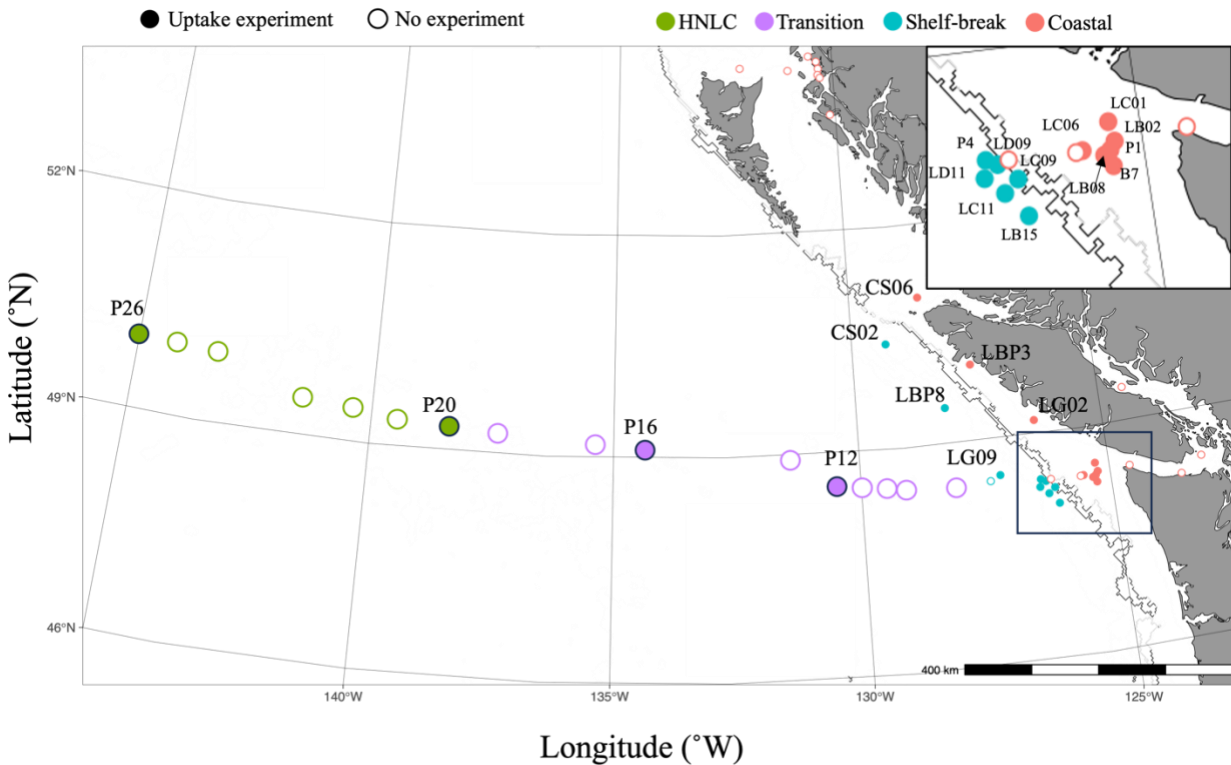 Uptake experiment No experiment HNLC Transition Shelf-break Coastal
LC01
LC06 LB02
P4 LD09 P1
LC09
LD11 B7
LB08
LC11
LB15
52°N
CS06
P26
CS02
LBP3
Latitude (˚N)
49°N
P20 LBP8
LG02
P16
P12 LG09
46°N
400 km
140°W 135°W 130°W 125°W
Longitude (˚W)